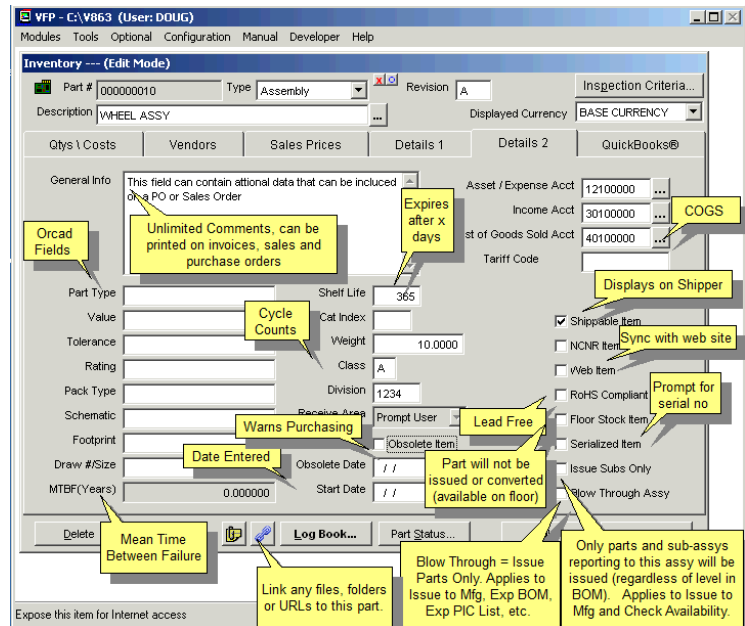 VFP - C:\V863 (User: DOUG)
Modules Tools Optional Configuration Manual Developer Help
Inventory --- (Edit Mode)
Part # 000000010 Type Assembly x Revision A Inspection Criteria...
Description WHEEL ASSY ... Displayed Currency BASE CURRENCY
Qtys \ Costs Vendors Sales Prices Details 1 Details 2 QuickBooks®
General Info
This field can contain attional data that can be included
on a PO or Sales Order
Unlimited Comments, can be
printed on invoices, sales and
purchase orders
Expires
after x
days
Asset / Expense Acct 12100000 ...
Income Acct 30100000 ...
st of Goods Sold Acct 40100000 ...
COGS
Tariff Code
Orcad
Fields
Displays on Shipper
Part Type
Value
Tolerance
Rating
Pack Type
Schematic
Footprint
Draw #/Size
MTBF(Years) 0.000000
Shelf Life 365
Cat Index
Cycle
Counts
Weight 10.0000
Class A
Division 1234
Receive Area Prompt User
Warns Purchasing
Obsolete Item
Date Entered
Obsolete Date / /
Start Date / /
Shippable Item
NCNR Item
Sync with web site
Web Item
RoHS Compliant
Prompt for
serial no
Lead Free
Floor Stock Item
Serialized Item
Part will not be
issued or converted
(available on floor)
Issue Subs Only
Blow Through Assy
Delete
Mean Time
Between Failure
Log Book...
Part Status...
Link any files, folders
or URLs to this part.
Blow Through = Issue
Parts Only. Applies to
Issue to Mfg, Exp BOM,
Exp PIC List, etc.
Only parts and sub-assys
reporting to this assy will be
issued (regardless of level in
BOM). Applies to Issue to
Mfg and Check Availability.
Expose this item for Internet access